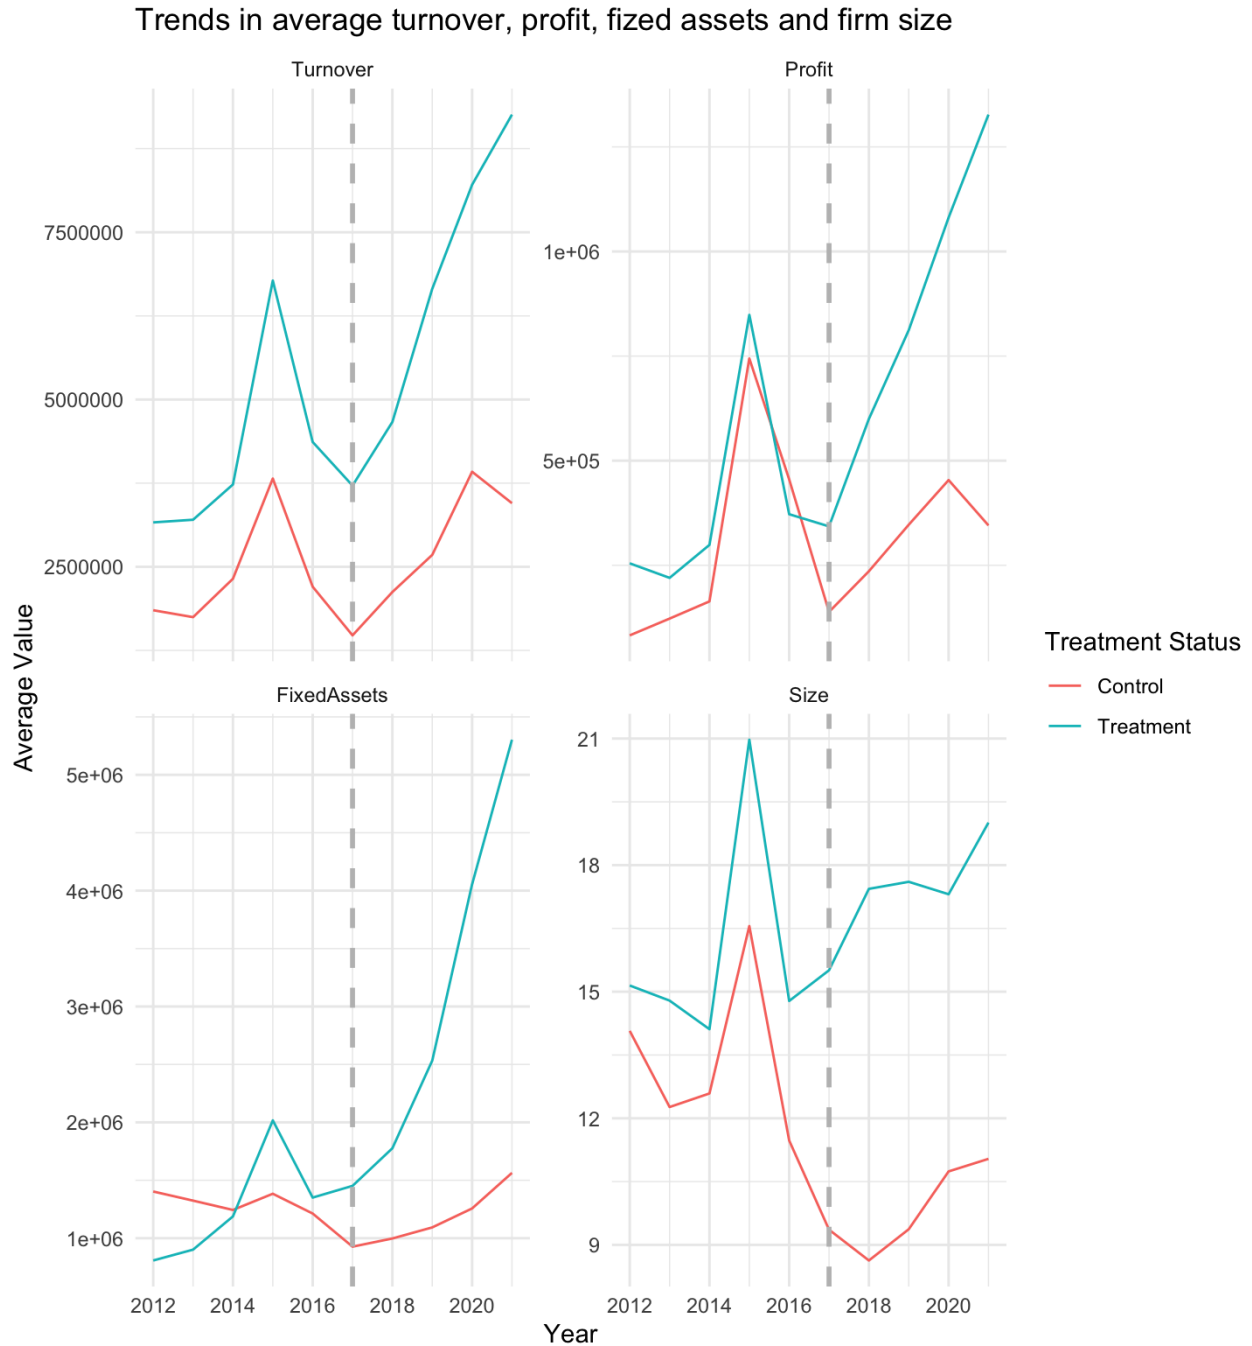 Trends in average turnover, profit, fized assets and firm size
Turnover
Profit
7500000
5000000
2500000
1e+06
5e+05
Average Value
FixedAssets
Size
5e+06
4e+06
3e+06
2e+06
1e+06
21
18
15
12
9
2012 2014 2016 2018 2020
2012 2014 2016 2018 2020
Year
Treatment Status
Control
Treatment